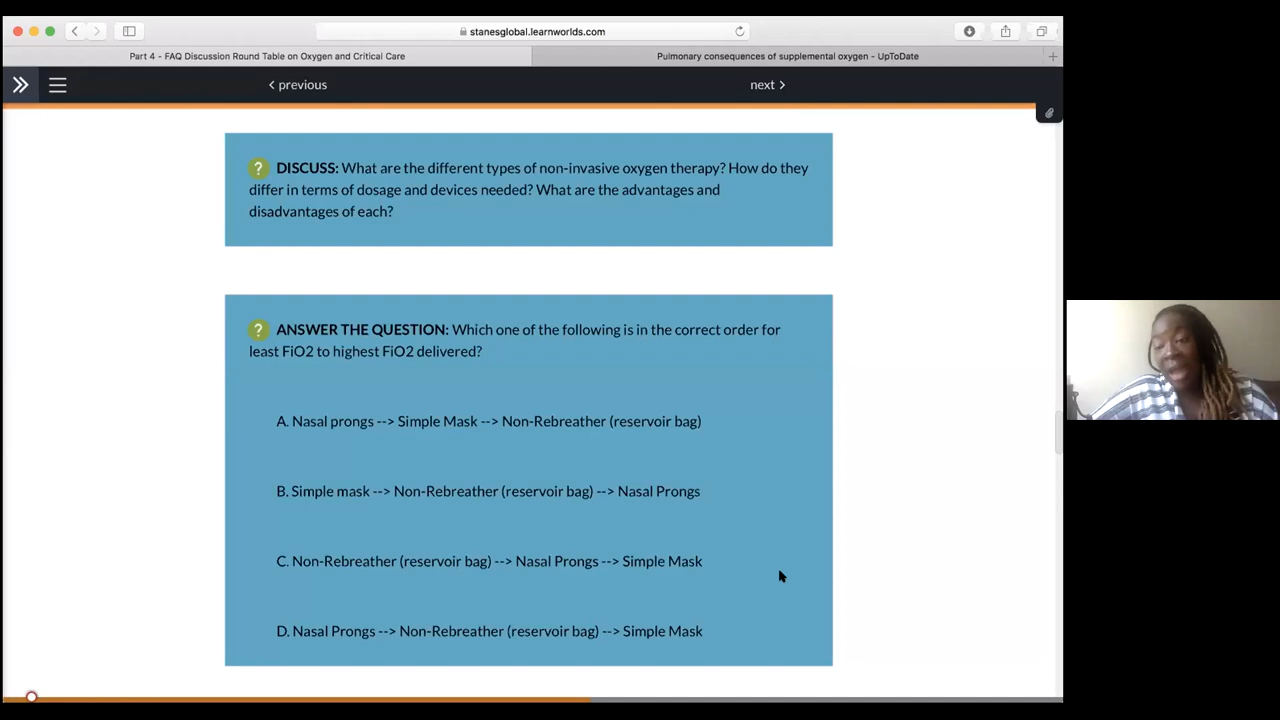 stanesglobal.learnworlds.com
Part 4 - FAQ Discussion Round Table on Oxygen and Critical Care
Pulmonary consequences of supplemental oxygen - UpToDate
previous
next
? DISCUSS: What are the different types of non-invasive oxygen therapy? How do they
differ in terms of dosage and devices needed? What are the advantages and
disadvantages of each?
? ANSWER THE QUESTION: Which one of the following is in the correct order for
least FiO2 to highest FiO2 delivered?
A. Nasal prongs --> Simple Mask --> Non-Rebreather (reservoir bag)
B. Simple mask --> Non-Rebreather (reservoir bag) --> Nasal Prongs
C. Non-Rebreather (reservoir bag) --> Nasal Prongs --> Simple Mask
D. Nasal Prongs --> Non-Rebreather (reservoir bag) --> Simple Mask